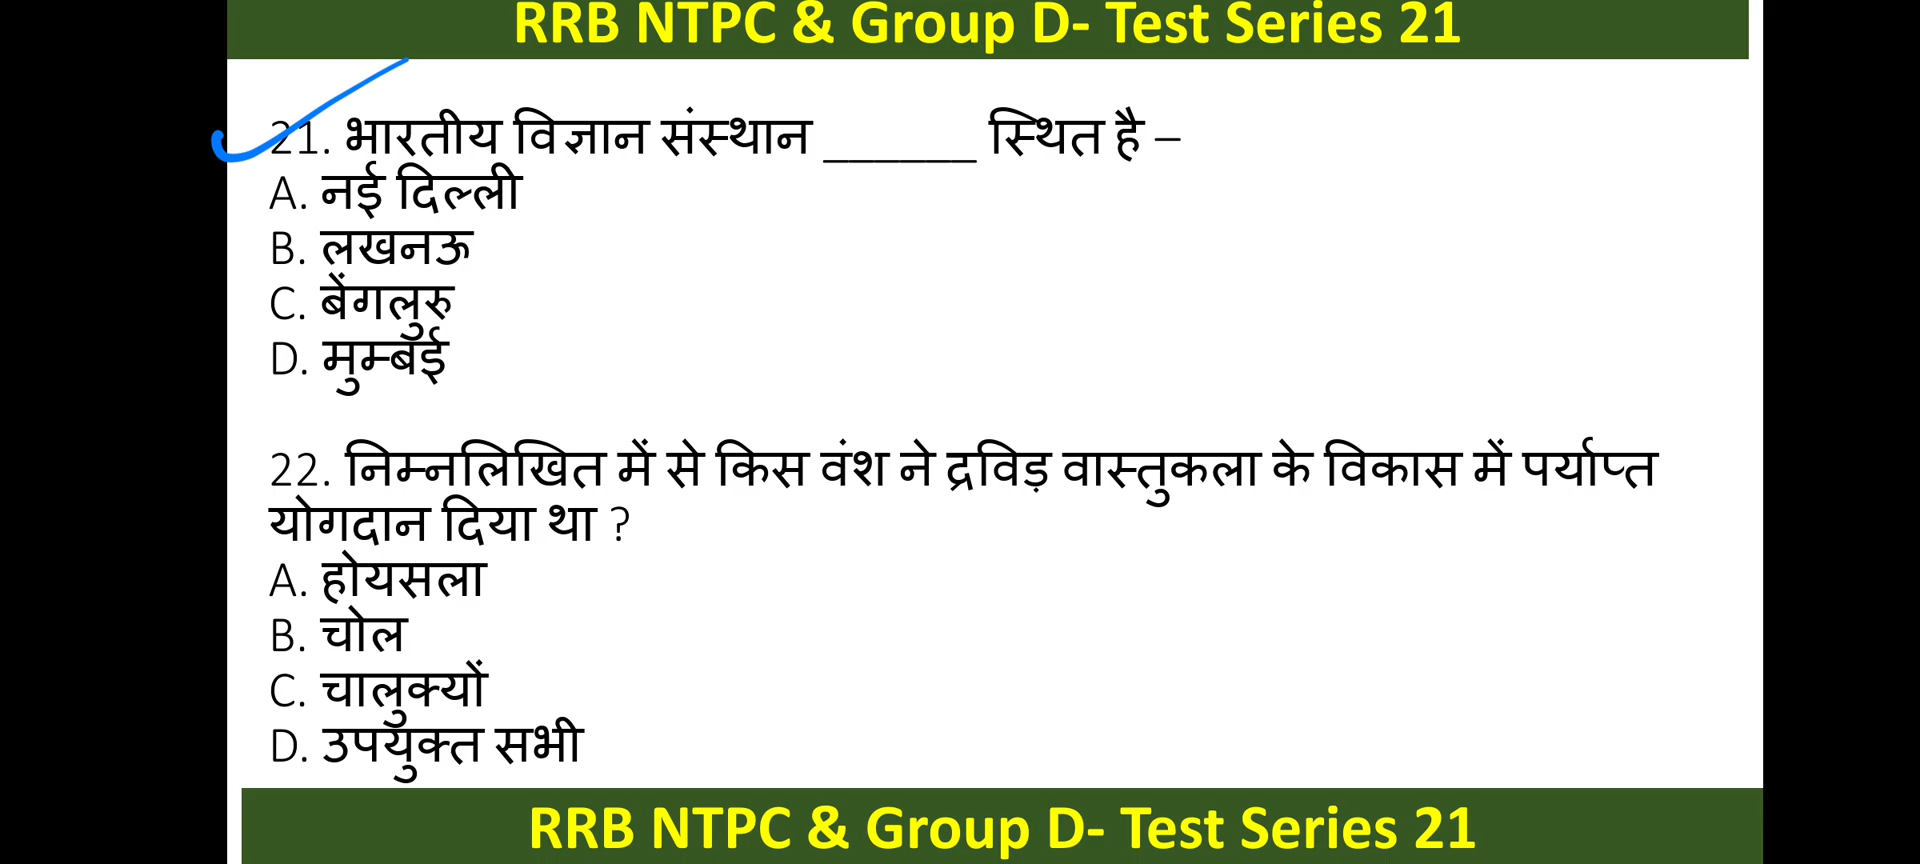 RRB NTPC & Group D- Test Series 21
21. भारतीय विज्ञान संस्थान ______ स्थित है –
A. नई दिल्ली
B. लखनऊ
C. बेंगलुरु
D. मुम्बई
22. निम्नलिखित में से किस वंश ने द्रविड़ वास्तुकला के विकास में पर्याप्त
योगदान दिया था ?
A. होयसला
B. चोल
C. चालुक्यों
D. उपयुक्त सभी
RRB NTPC & Group D- Test Series 21